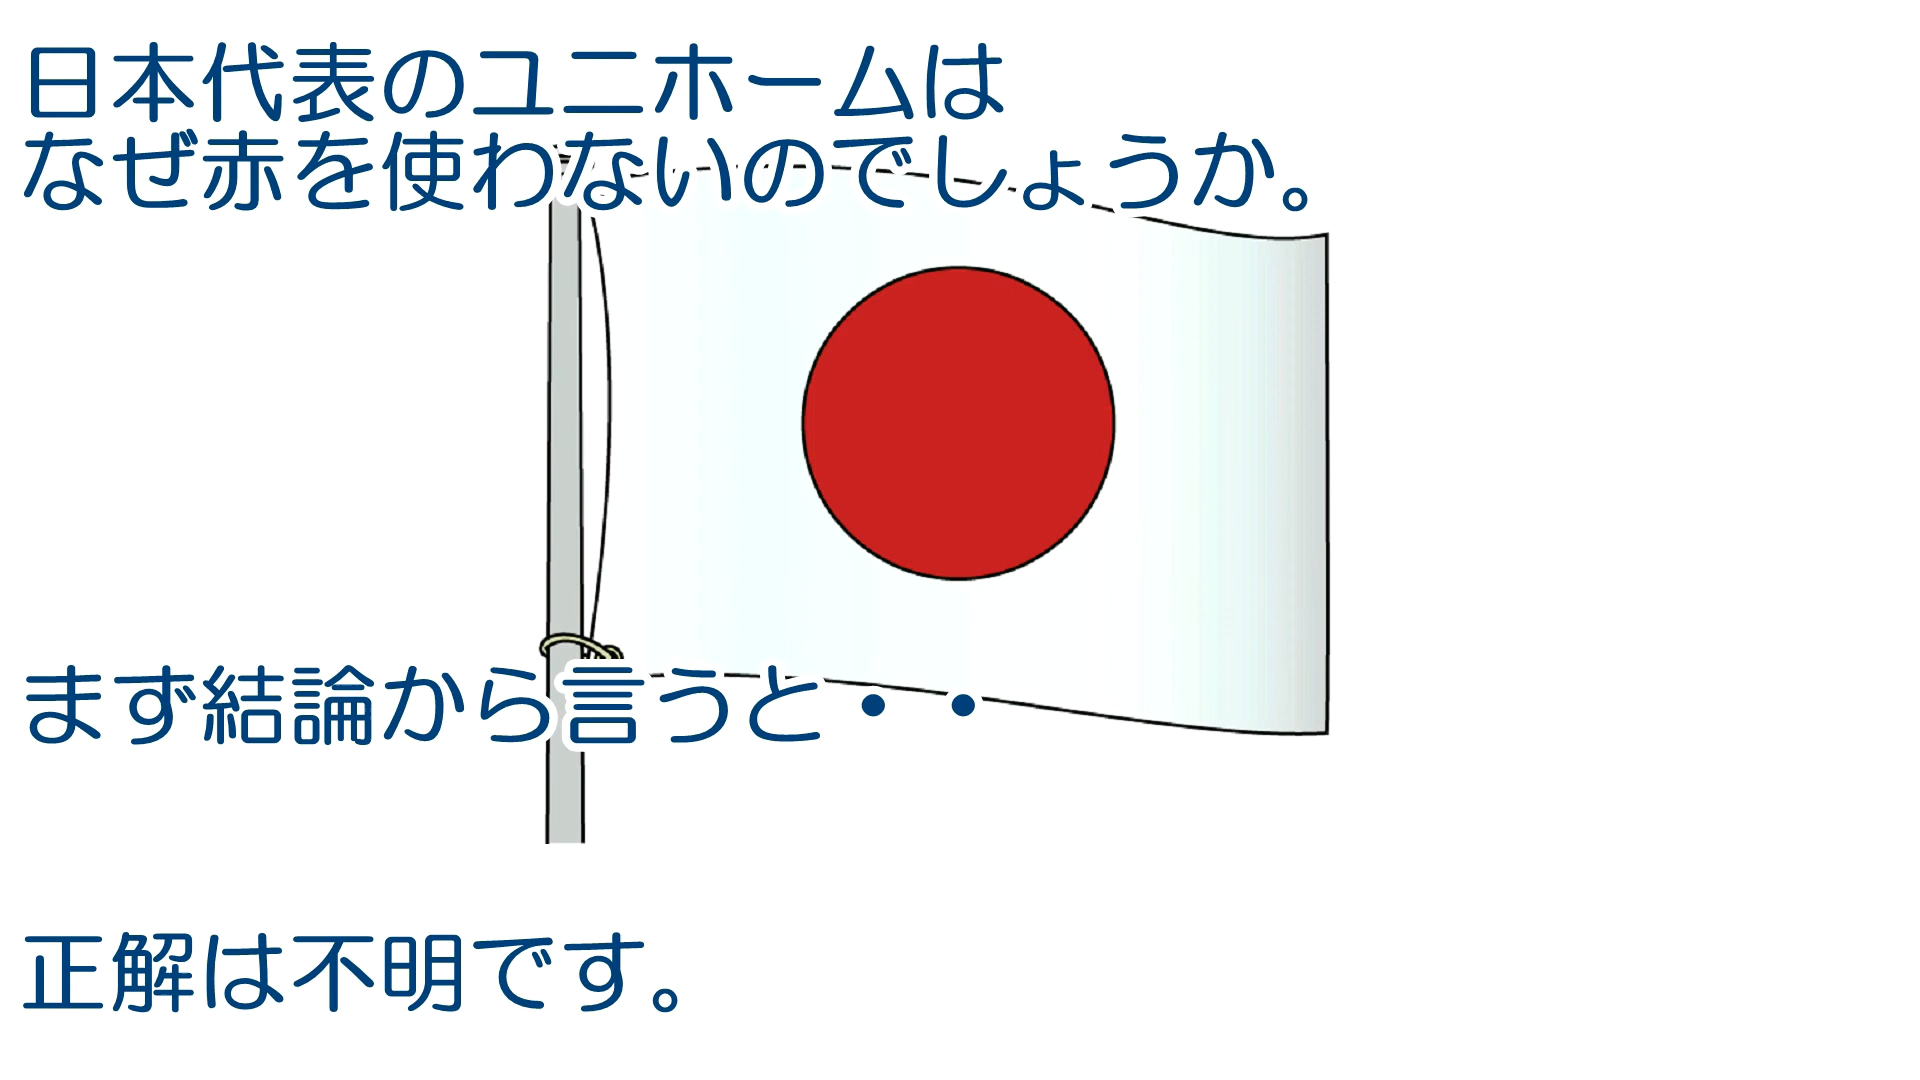 日本代表のユニホームは
なぜ赤を使わないのでしょうか。
まず結論から言うと・・
正解は不明です。